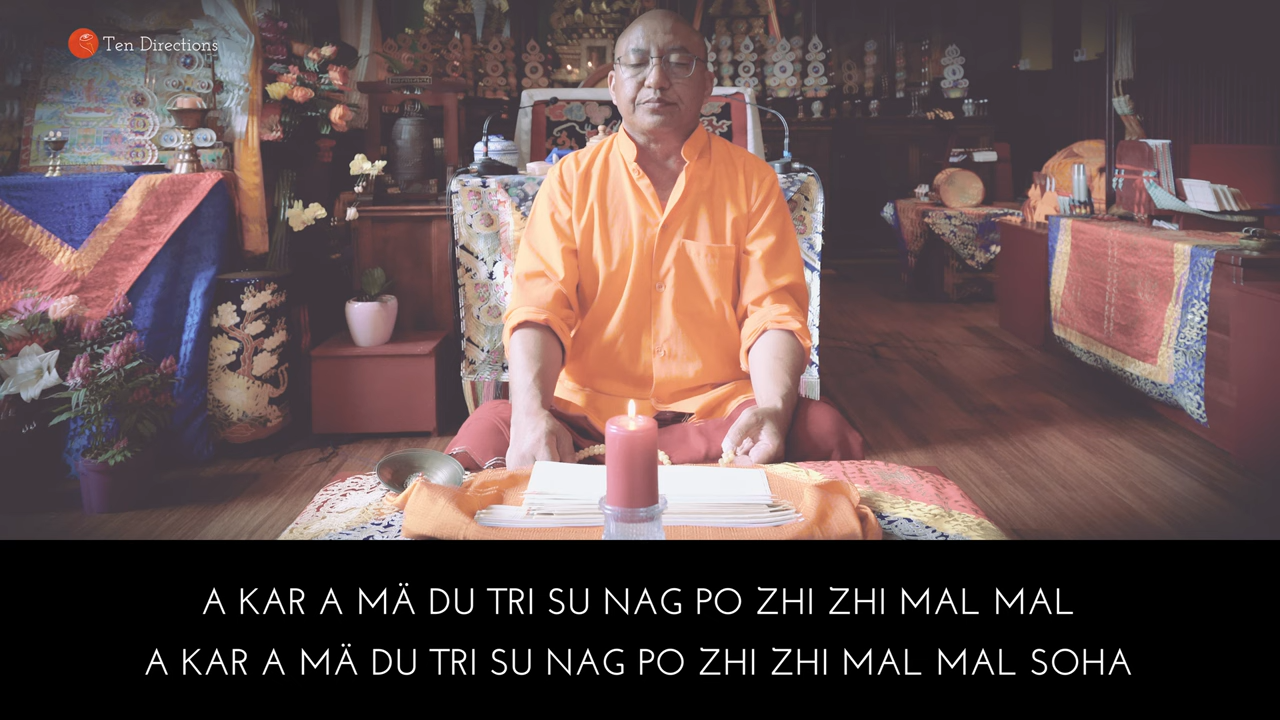 Ten Directions
A KAR A MÄ DU TRI SU NAG PO ZHI ZHI MAL MAL
A KAR A MÄ DU TRI SU NAG PO ZHI ZHI MAL MAL SOHA